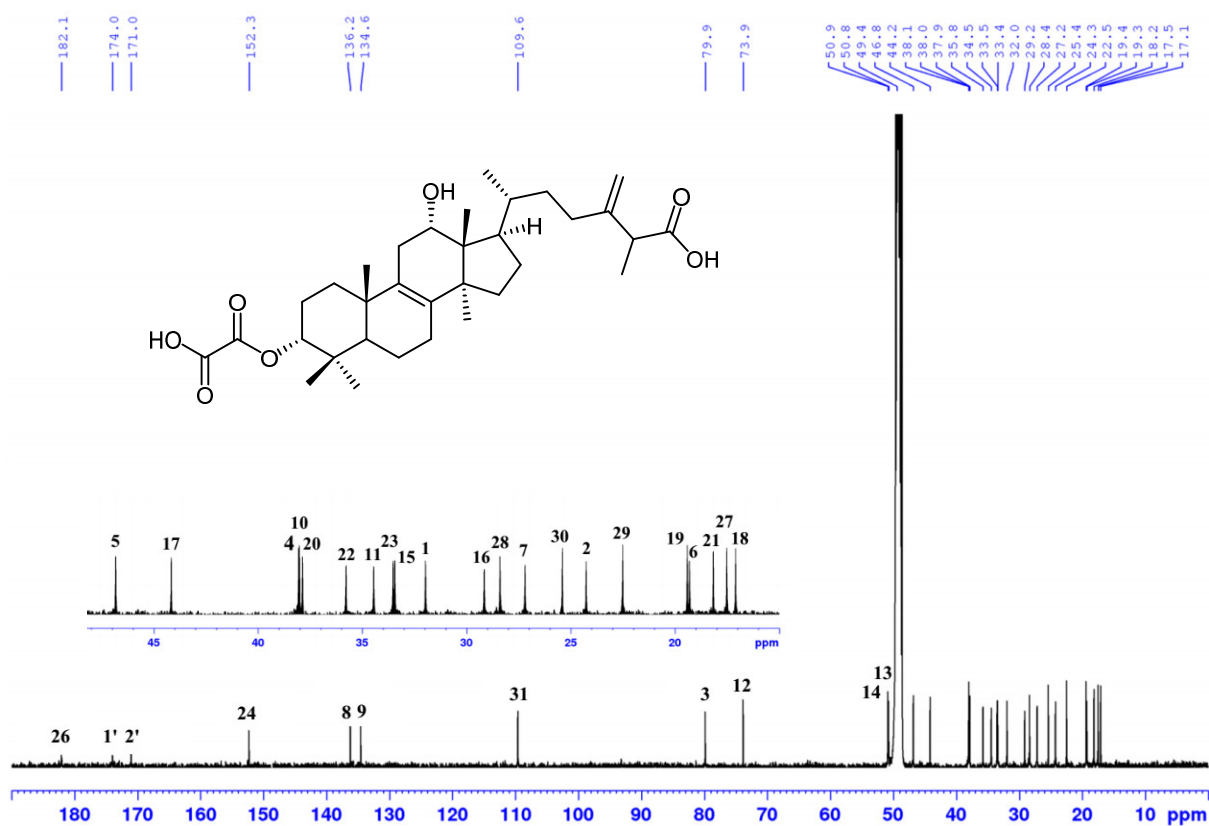 182.1 174.0 171.0 152.3 136.2 134.6 109.6 79.9 73.9 50.9 50.8 49.4 46.8 44.2 38.1 38.0 37.9 35.8 34.5 33.5 33.4 32.0 29.2 28.4 27.2 25.4 24.3 22.5 19.4 19.3 18.2 17.5 17.1
OH
H
O
OH
O
HO
O
O
5 17 4 10 20 22 11 23 15 1 16 28 7 30 2 29 19 6 21 27 18
45 40 35 30 25 20 ppm
26 1' 2' 24 8 9 31 3 12 14 13
180 170 160 150 140 130 120 110 100 90 80 70 60 50 40 30 20 10 ppm